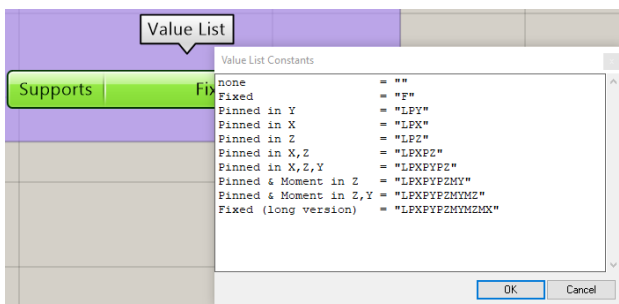 Value List
Value List Constants
Supports
none = ""
Fixed = "F"
Pinned in Y = "LPY"
Pinned in X = "LPX"
Pinned in Z = "LPZ"
Pinned in X,Z = "LPXPZ"
Pinned in X,Z,Y = "LPXPYPZ"
Pinned & Moment in Z = "LPXPYPZMY"
Pinned & Moment in Z,Y = "LPXPYPZMYMZ"
Fixed (long version) = "LPXPYPZMYMZMX"
OK Cancel